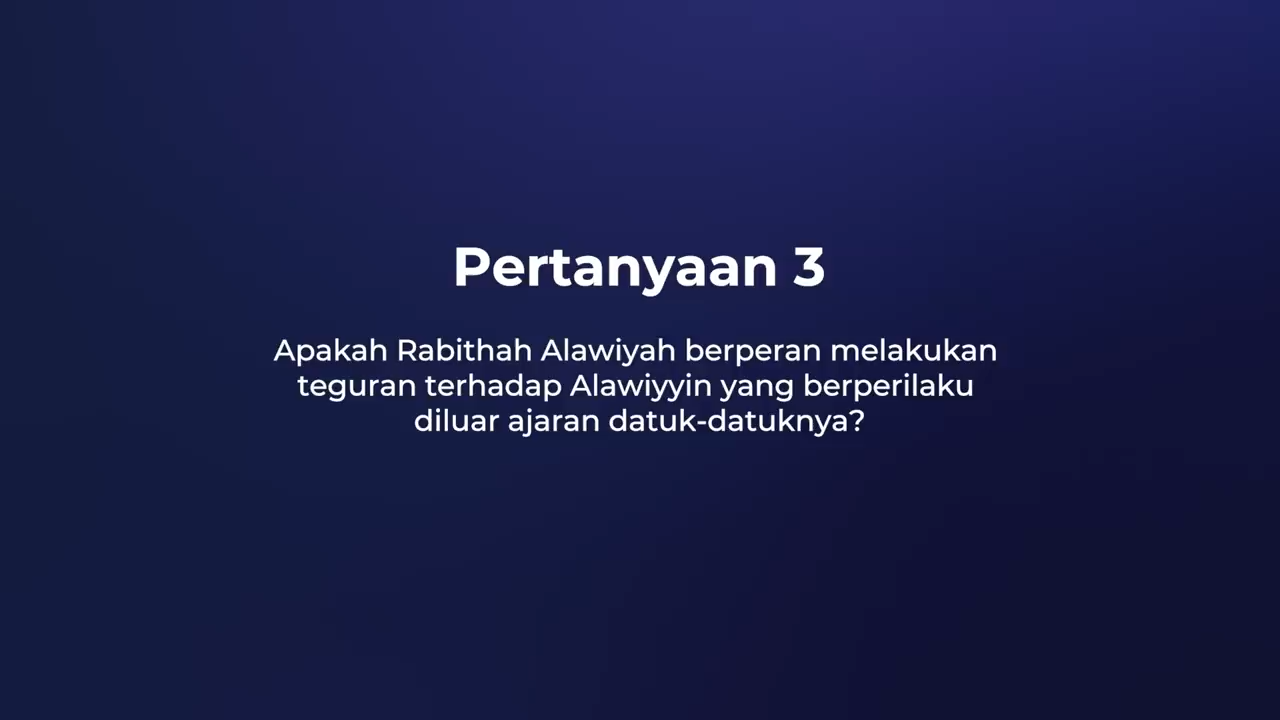 Pertanyaan 3
Apakah Rabithah Alawiyah berperan melakukan
teguran terhadap Alawiyyin yang berperilaku
diluar ajaran datuk-datuknya?